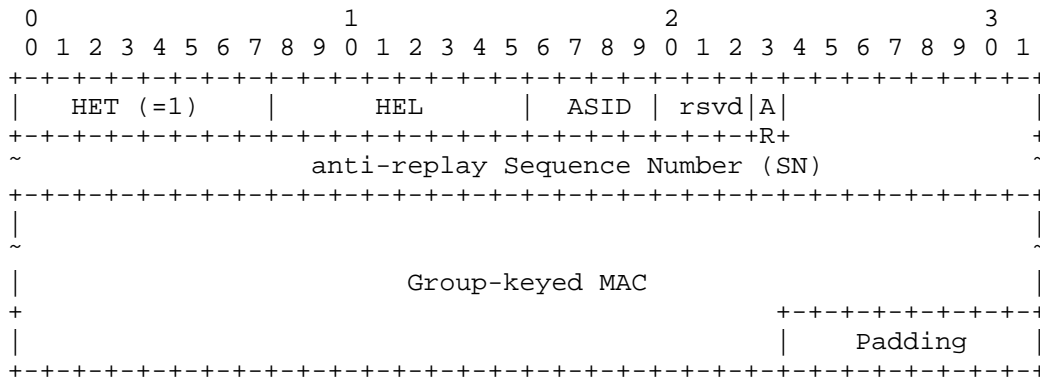 0                   1                   2                   3
 0 1 2 3 4 5 6 7 8 9 0 1 2 3 4 5 6 7 8 9 0 1 2 3 4 5 6 7 8 9 0 1
+-+-+-+-+-+-+-+-+-+-+-+-+-+-+-+-+-+-+-+-+-+-+-+-+-+-+-+-+-+-+-+-+
|   HET (=1)    |      HEL      |  ASID | rsvd|A|               |
+-+-+-+-+-+-+-+-+-+-+-+-+-+-+-+-+-+-+-+-+-+-+-+R+               +
~                  anti-replay Sequence Number (SN)             ~
+-+-+-+-+-+-+-+-+-+-+-+-+-+-+-+-+-+-+-+-+-+-+-+-+-+-+-+-+-+-+-+-+
|                                                               |
~                                                               ~
|                        Group-keyed MAC                        |
+                                               +-+-+-+-+-+-+-+-+
|                                               |    Padding    |
+-+-+-+-+-+-+-+-+-+-+-+-+-+-+-+-+-+-+-+-+-+-+-+-+-+-+-+-+-+-+-+-+